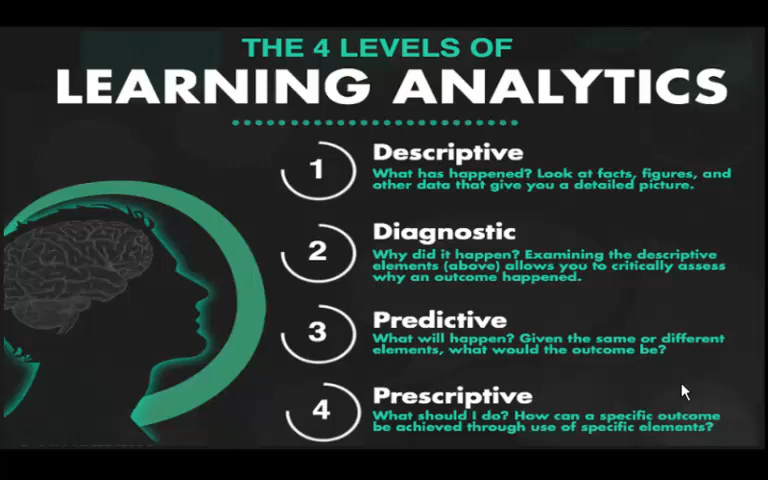 THE 4 LEVELS OF
LEARNING ANALYTICS
1
Descriptive
What has happened? Look at facts, figures, and
other data that give you a detailed picture.
2
Diagnostic
Why did it happen? Examining the descriptive
elements (above) allows you to critically assess
why an outcome happened.
3
Predictive
What will happen? Given the same or different
elements, what would the outcome be?
4
Prescriptive
What should I do? How can a specific outcome
be achieved through use of specific elements?